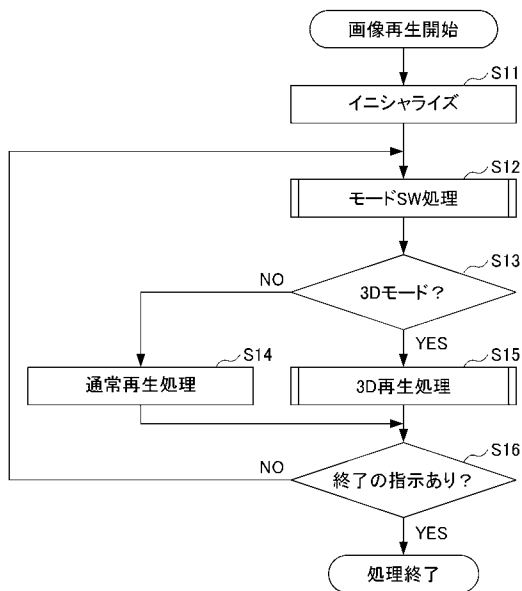 画像再生開始
S11
イニシャライズ
S12
モードSW処理
S13
3Dモード?
NO
YES
S14
通常再生処理
S15
3D再生処理
S16
終了の指示あり?
NO
YES
処理終了